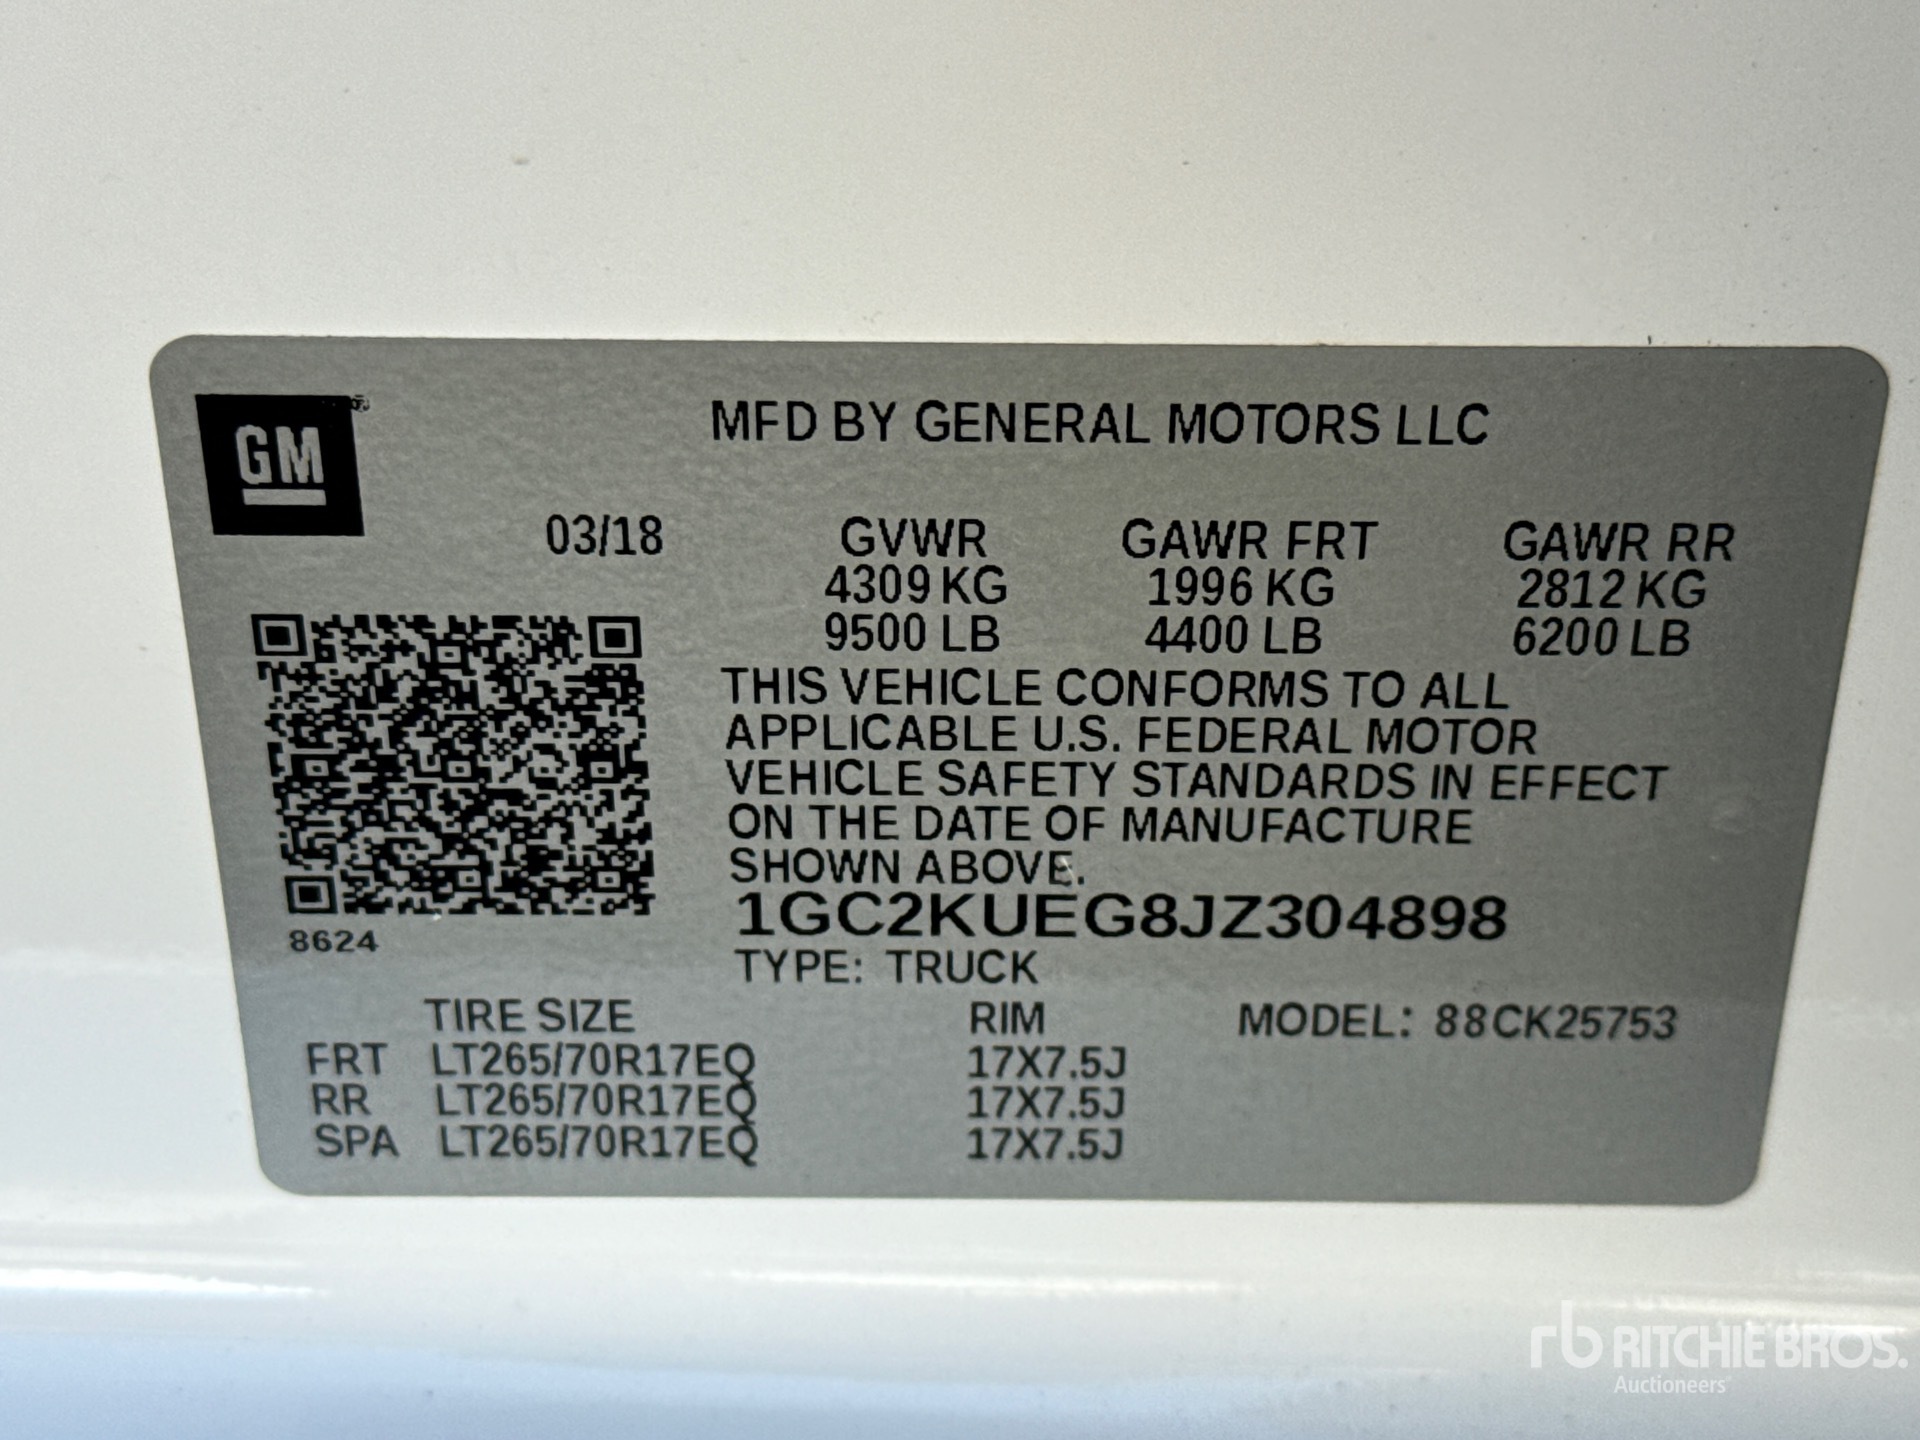 GM
MFD BY GENERAL MOTORS LLC
03/18 GVWR GAWR FRT GAWR RR
4309 KG 1996 KG 2812 KG
9500 LB 4400 LB 6200 LB
THIS VEHICLE CONFORMS TO ALL
APPLICABLE U.S. FEDERAL MOTOR
VEHICLE SAFETY STANDARDS IN EFFECT
ON THE DATE OF MANUFACTURE
SHOWN ABOVE.
1GC2KUEG8JZ304898
8624
TYPE: TRUCK
TIRE SIZE RIM MODEL: 88CK25753
FRT LT265/70R17EQ 17X7.5J
RR LT265/70R17EQ 17X7.5J
SPA LT265/70R17EQ 17X7.5J
rb RITCHIE BROS.
Auctioneers